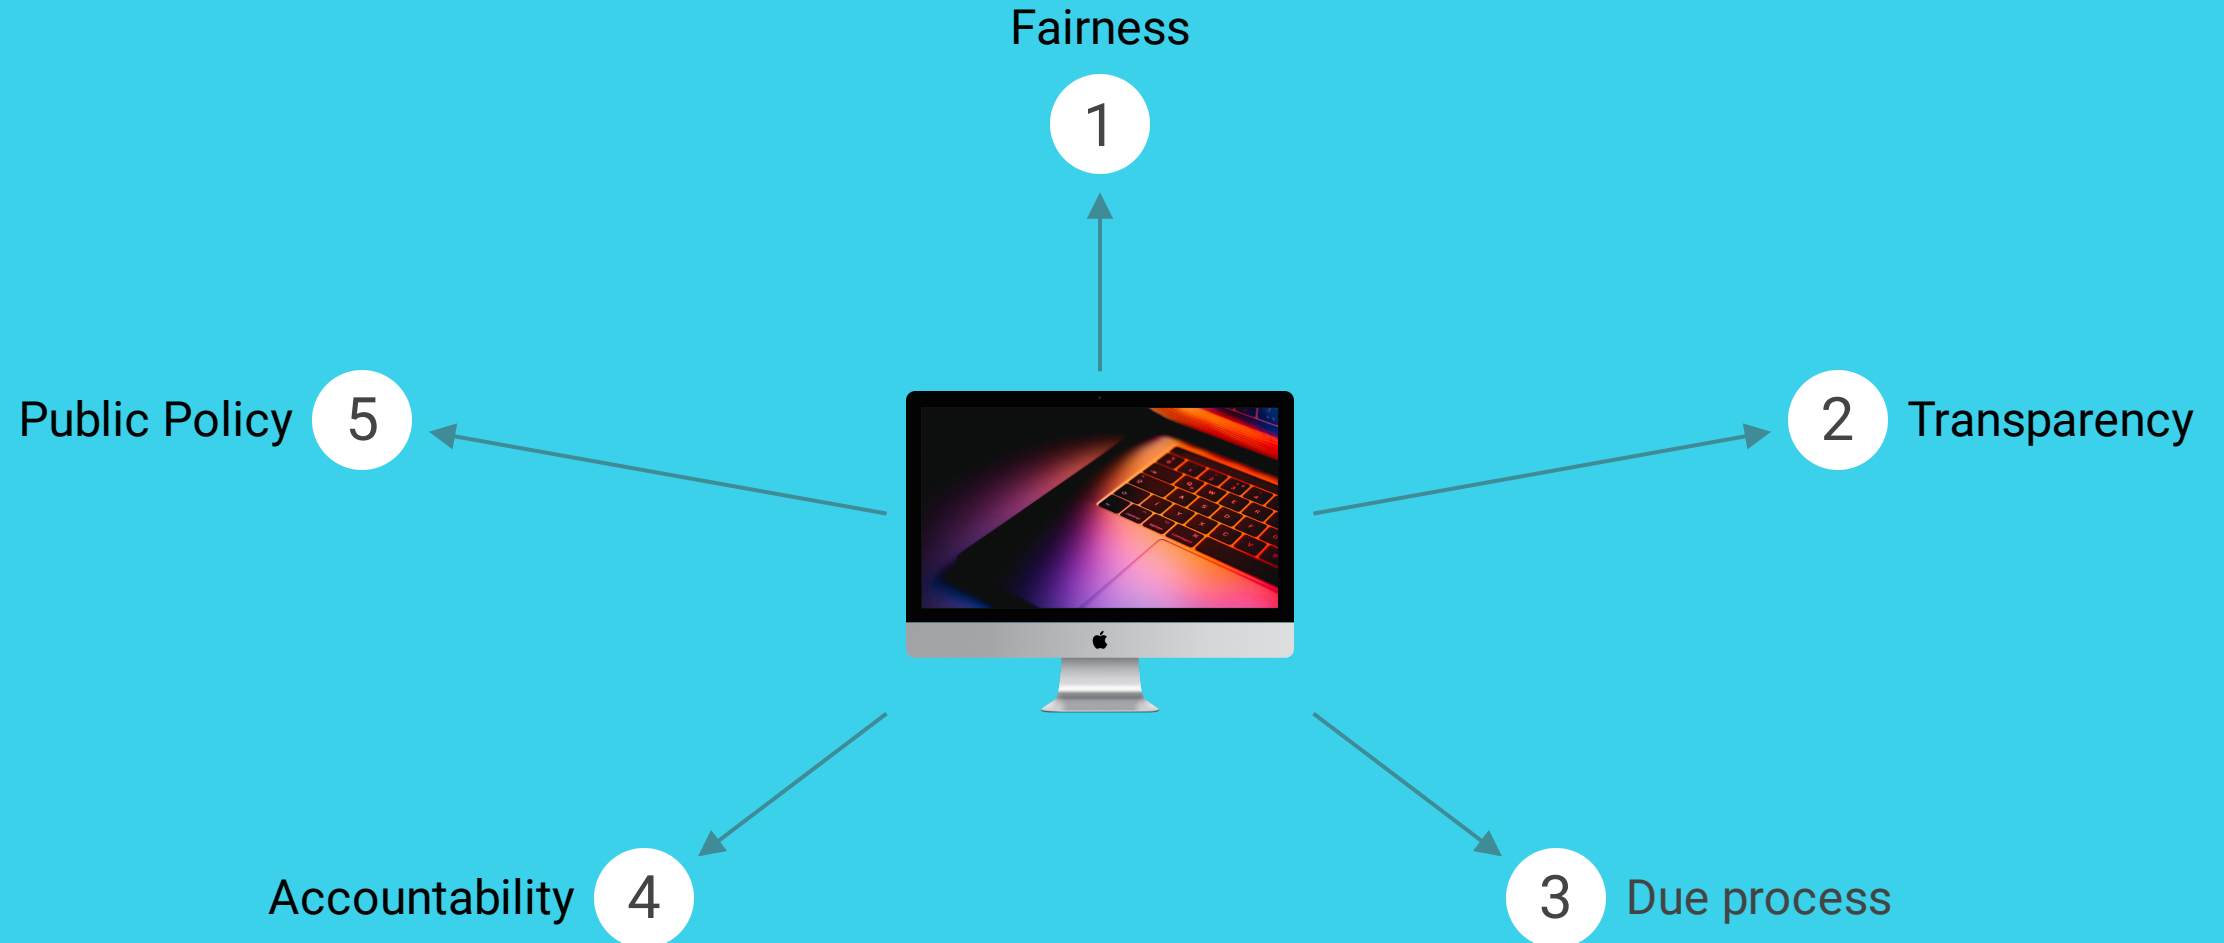 Fairness
1
5
Public Policy
2
Transparency
4
Accountability
3
Due process